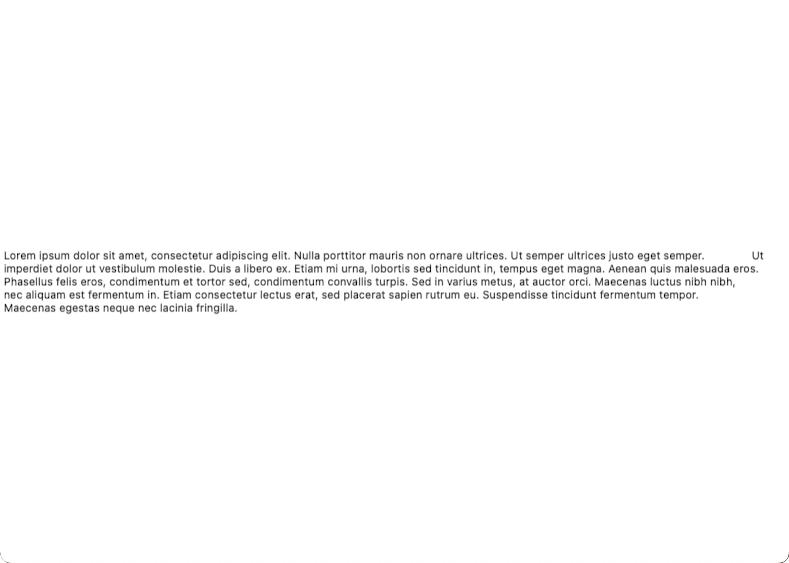 Lorem ipsum dolor sit amet, consectetur adipiscing elit. Nulla porttitor mauris non ornare ultrices. Ut semper ultrices justo eget semper. Ut
imperdiet dolor ut vestibulum molestie. Duis a libero ex. Etiam mi urna, lobortis sed tincidunt in, tempus eget magna. Aenean quis malesuada eros.
Phasellus felis eros, condimentum et tortor sed, condimentum convallis turpis. Sed in varius metus, at auctor orci. Maecenas luctus nibh nibh,
nec aliquam est fermentum in. Etiam consectetur lectus erat, sed placerat sapien rutrum eu. Suspendisse tincidunt fermentum tempor.
Maecenas egestas neque nec lacinia fringilla.